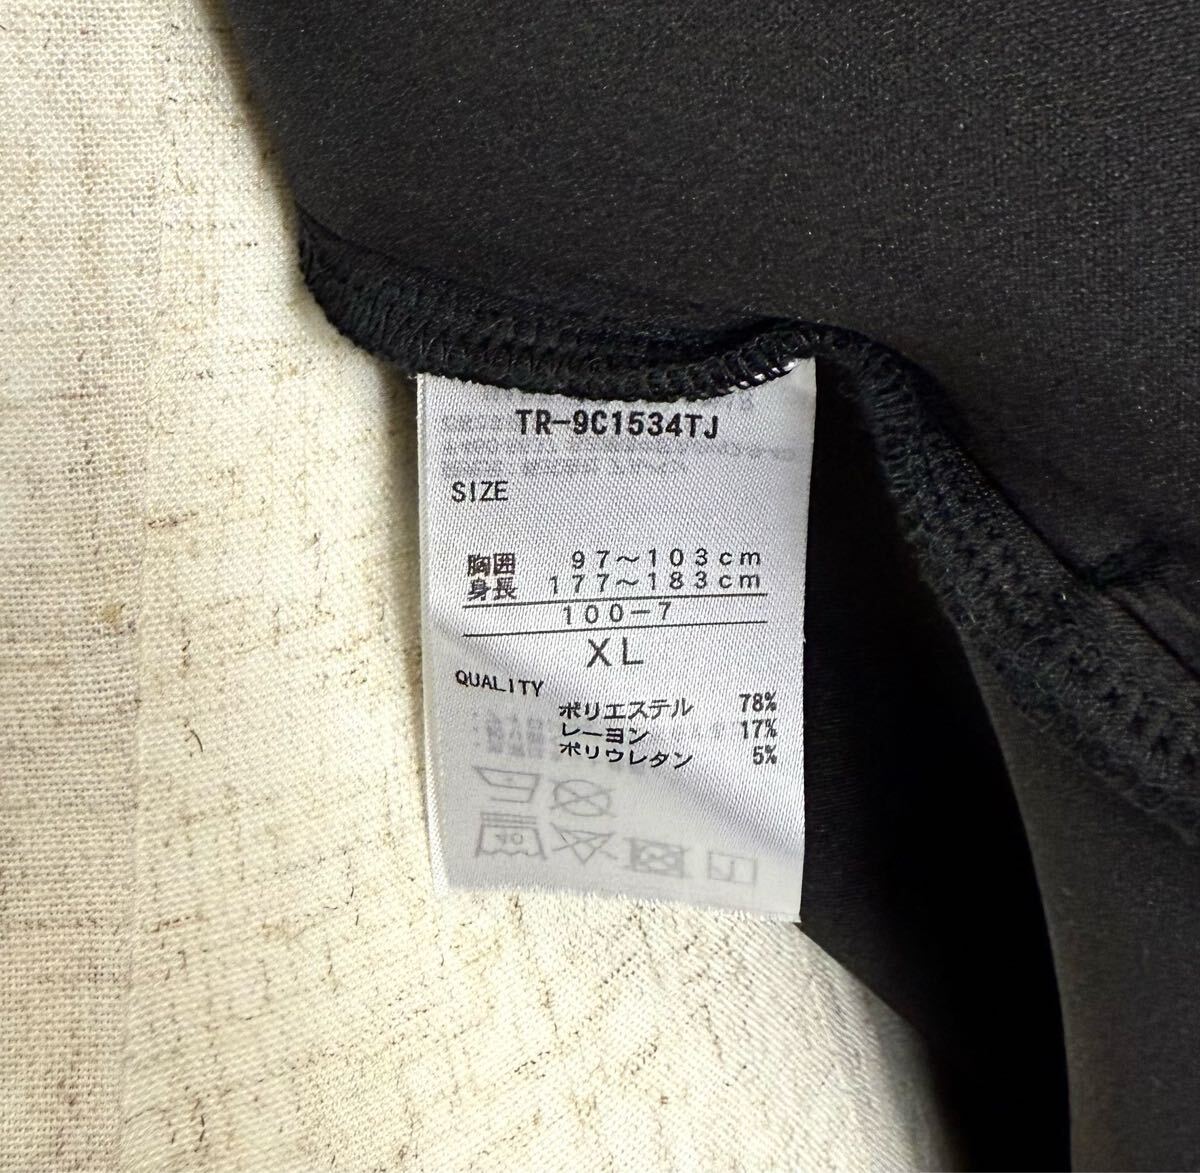 TR-9C1534TJ
SIZE
胸囲 97～103cm
身長 177～183cm
100-7
XL
QUALITY
ポリエステル 78%
レーヨン 17%
ポリウレタン 5%